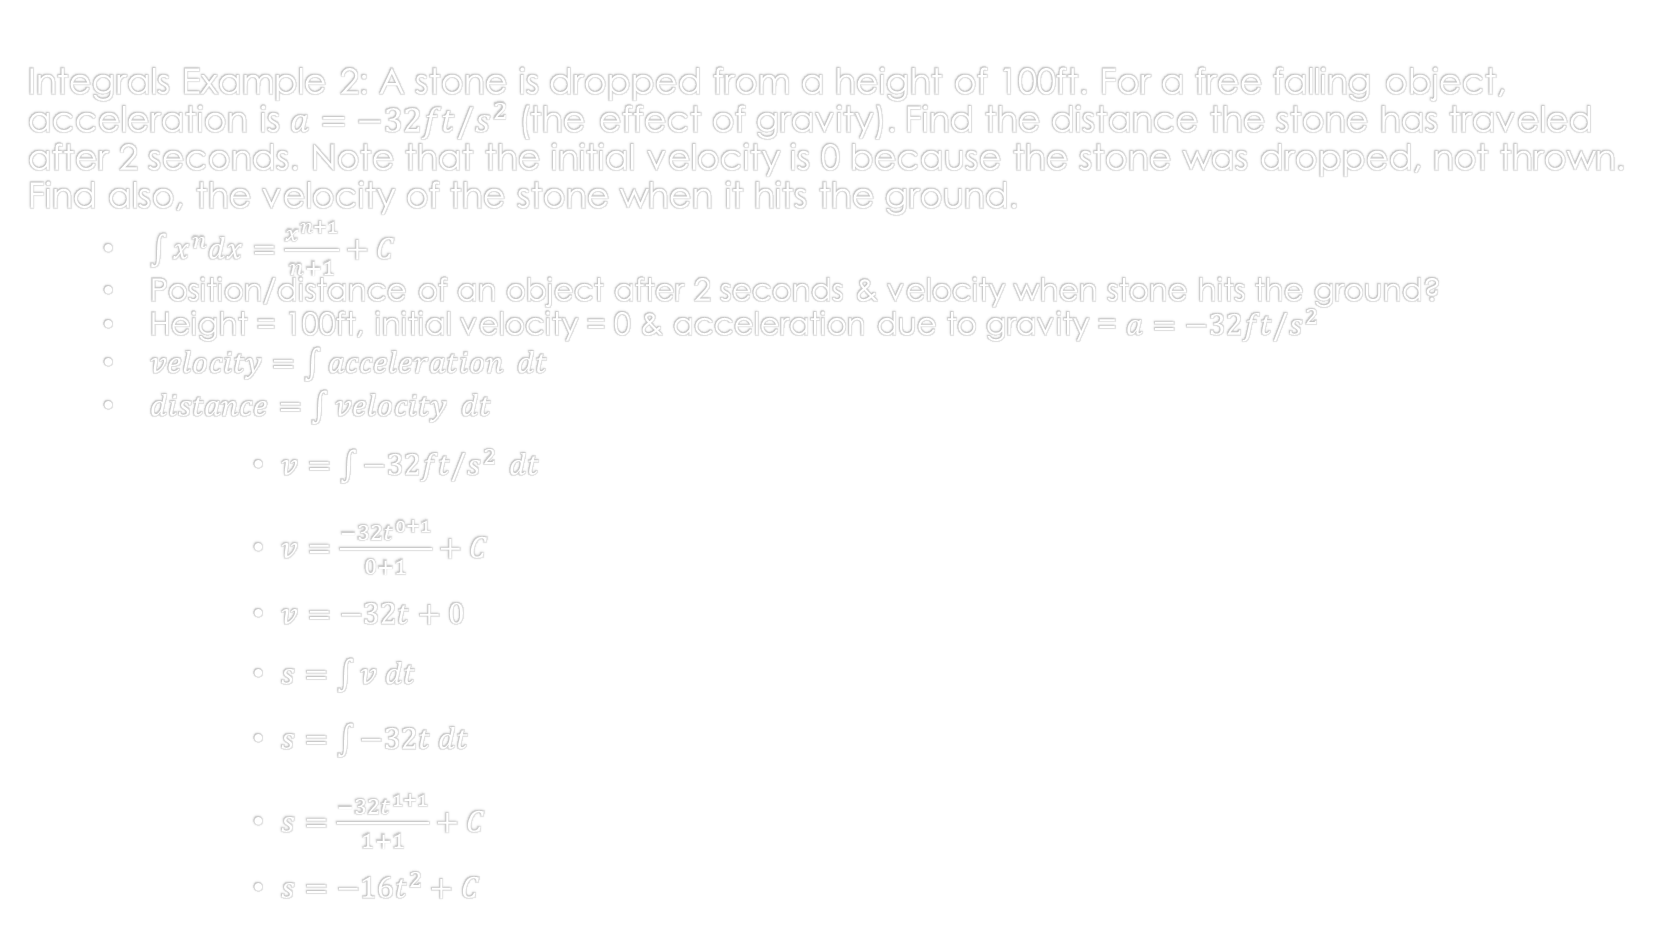 Integrals Example 2: A stone is dropped from a height of 100ft. For a free falling object,
acceleration is a = −32ft/s² (the effect of gravity). Find the distance the stone has traveled
after 2 seconds. Note that the initial velocity is 0 because the stone was dropped, not thrown.
Find also, the velocity of the stone when it hits the ground.
• ∫ xⁿdx = xⁿ⁺¹/n+1 + C
• Position/distance of an object after 2 seconds & velocity when stone hits the ground?
• Height = 100ft, initial velocity = 0 & acceleration due to gravity = a = −32ft/s²
• velocity = ∫ acceleration dt
• distance = ∫ velocity dt
• v = ∫ −32ft/s² dt
• v = −32t⁰⁺¹/0+1 + C
• v = −32t + 0
• s = ∫ v dt
• s = ∫ −32t dt
• s = −32t¹⁺¹/1+1 + C
• s = −16t² + C